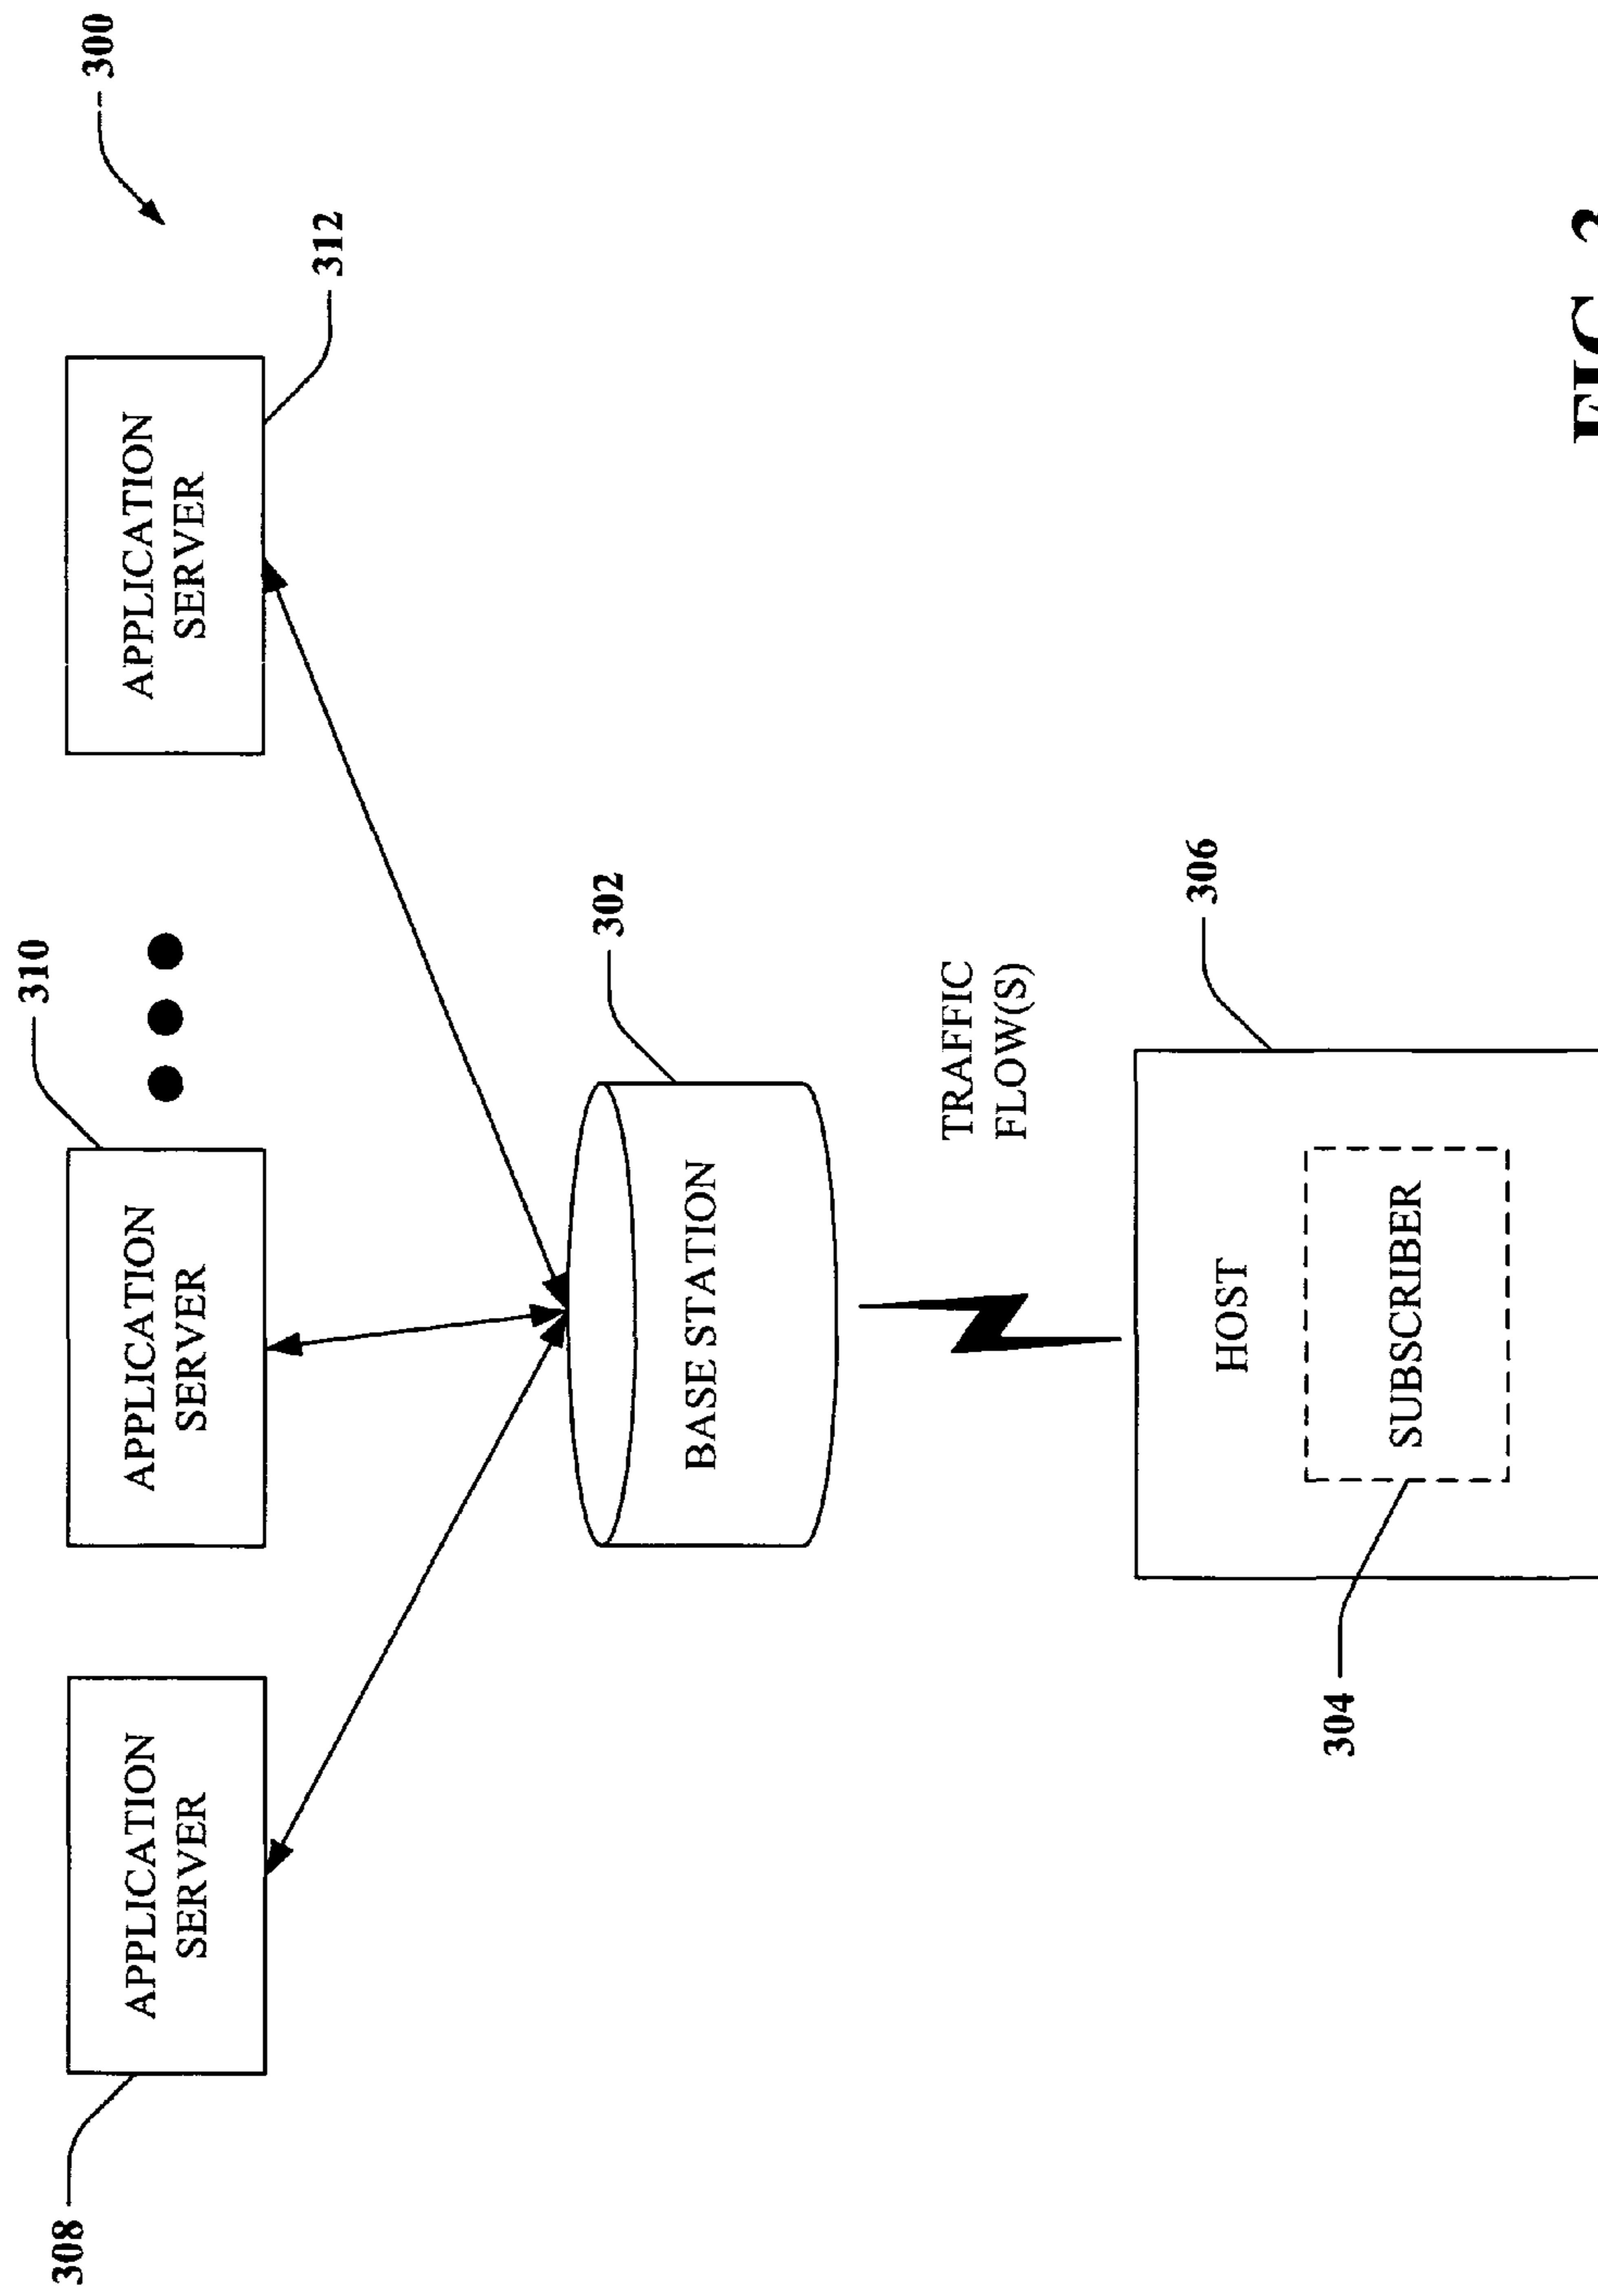 300
308
APPLICATION
SERVER
310
APPLICATION
SERVER
312
APPLICATION
SERVER
302
BASE STATION
TRAFFIC
FLOW(S)
306
HOST
304
SUBSCRIBER
FIG.